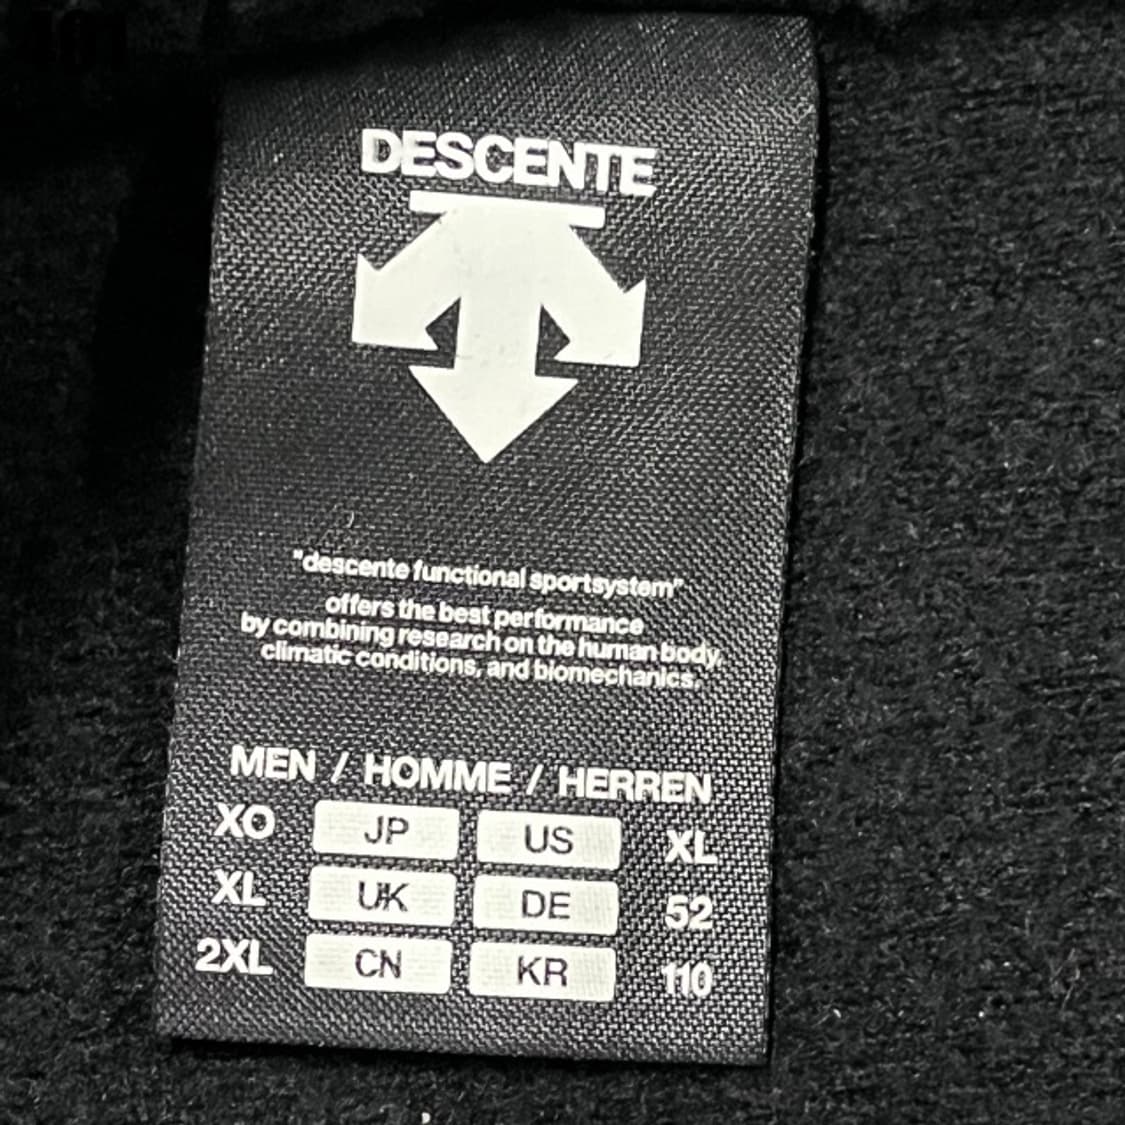 DESCENTE
"descente functional sportsystem"
offers the best performance
by combining research on the human body,
climatic conditions, and biomechanics.
MEN / HOMME / HERREN
XO JP US XL
XL UK DE 52
2XL CN KR 110